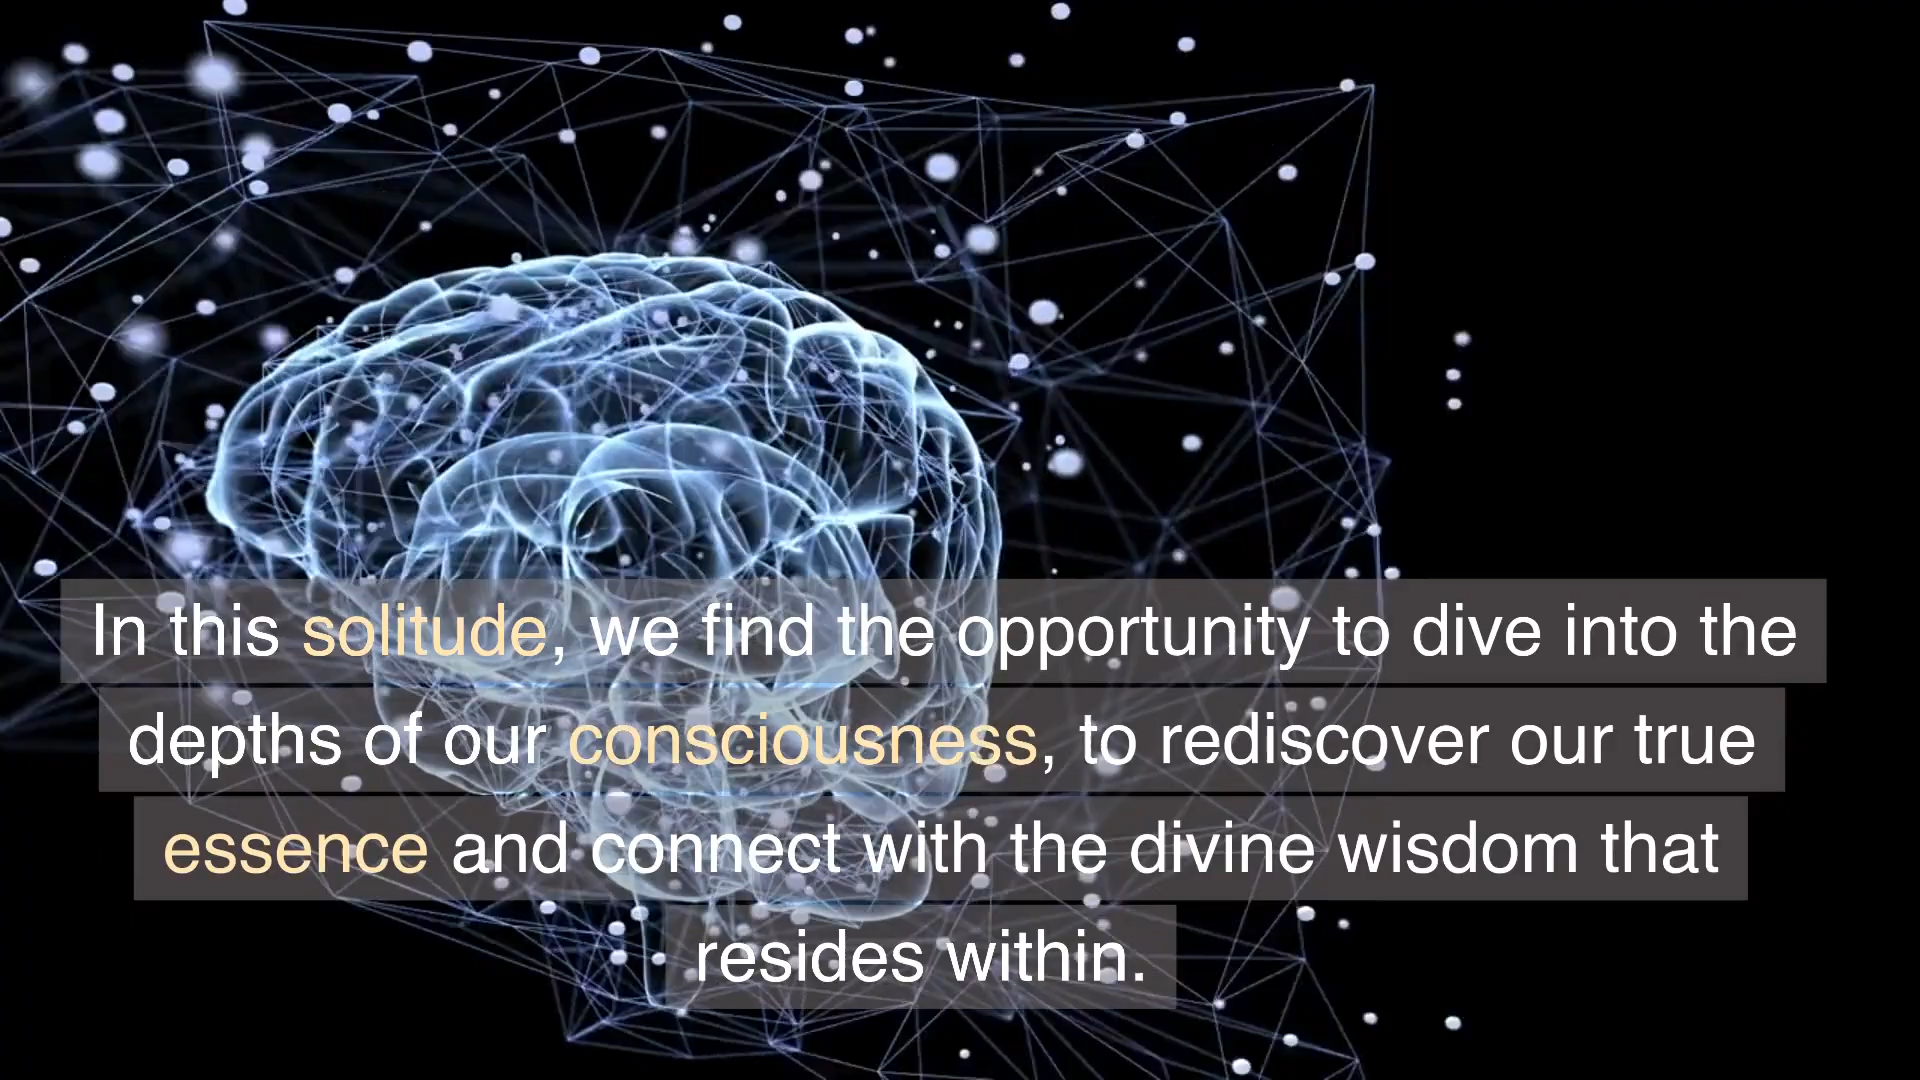 In this solitude, we find the opportunity to dive into the
depths of our consciousness, to rediscover our true
essence and connect with the divine wisdom that
resides within.